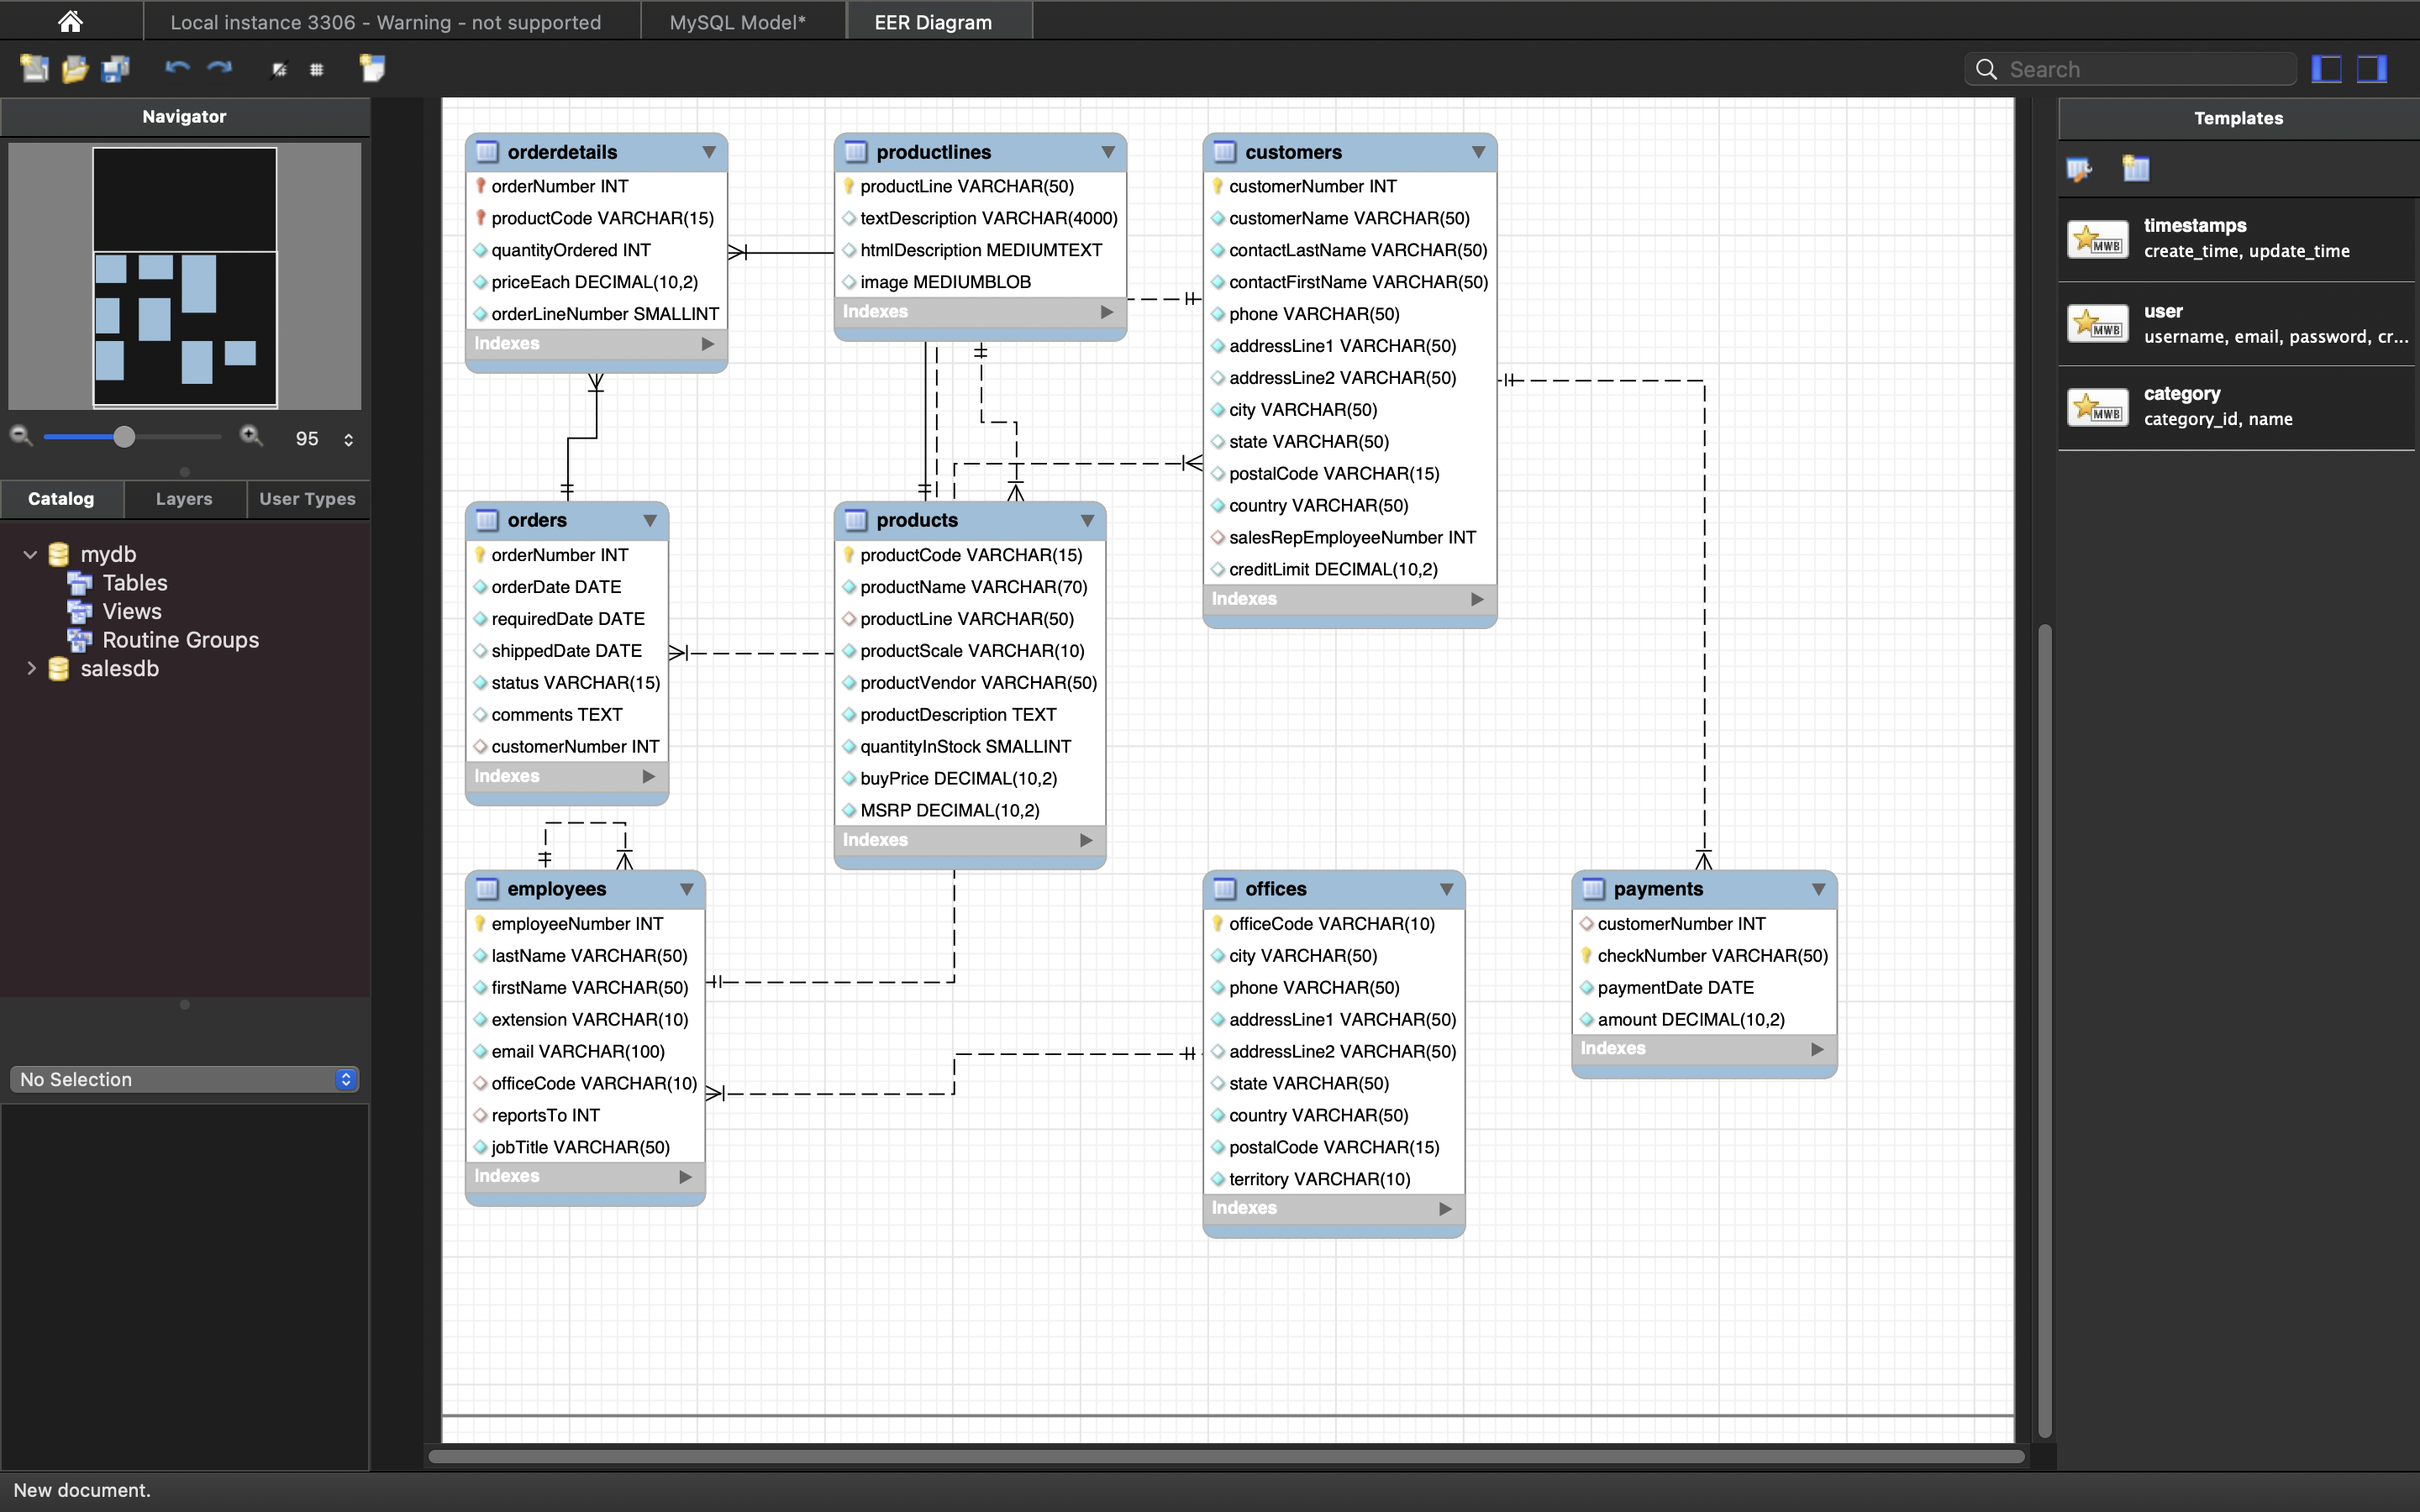 Local instance 3306 - Warning - not supported
MySQL Model*
EER Diagram
Search
Navigator
95
Catalog
Layers
User Types
mydb
Tables
Views
Routine Groups
salesdb
No Selection
orderdetails
orderNumber INT
productCode VARCHAR(15)
quantityOrdered INT
priceEach DECIMAL(10,2)
orderLineNumber SMALLINT
Indexes
productlines
productLine VARCHAR(50)
textDescription VARCHAR(4000)
htmlDescription MEDIUMTEXT
image MEDIUMBLOB
Indexes
customers
customerNumber INT
customerName VARCHAR(50)
contactLastName VARCHAR(50)
contactFirstName VARCHAR(50)
phone VARCHAR(50)
addressLine1 VARCHAR(50)
addressLine2 VARCHAR(50)
city VARCHAR(50)
state VARCHAR(50)
postalCode VARCHAR(15)
country VARCHAR(50)
salesRepEmployeeNumber INT
creditLimit DECIMAL(10,2)
Indexes
orders
orderNumber INT
orderDate DATE
requiredDate DATE
shippedDate DATE
status VARCHAR(15)
comments TEXT
customerNumber INT
Indexes
products
productCode VARCHAR(15)
productName VARCHAR(70)
productLine VARCHAR(50)
productScale VARCHAR(10)
productVendor VARCHAR(50)
productDescription TEXT
quantityInStock SMALLINT
buyPrice DECIMAL(10,2)
MSRP DECIMAL(10,2)
Indexes
employees
employeeNumber INT
lastName VARCHAR(50)
firstName VARCHAR(50)
extension VARCHAR(10)
email VARCHAR(100)
officeCode VARCHAR(10)
reportsTo INT
jobTitle VARCHAR(50)
Indexes
offices
officeCode VARCHAR(10)
city VARCHAR(50)
phone VARCHAR(50)
addressLine1 VARCHAR(50)
addressLine2 VARCHAR(50)
state VARCHAR(50)
country VARCHAR(50)
postalCode VARCHAR(15)
territory VARCHAR(10)
Indexes
payments
customerNumber INT
checkNumber VARCHAR(50)
paymentDate DATE
amount DECIMAL(10,2)
Indexes
Templates
MWB
timestamps
create_time, update_time
MWB
user
username, email, password, cr...
MWB
category
category_id, name
New document.